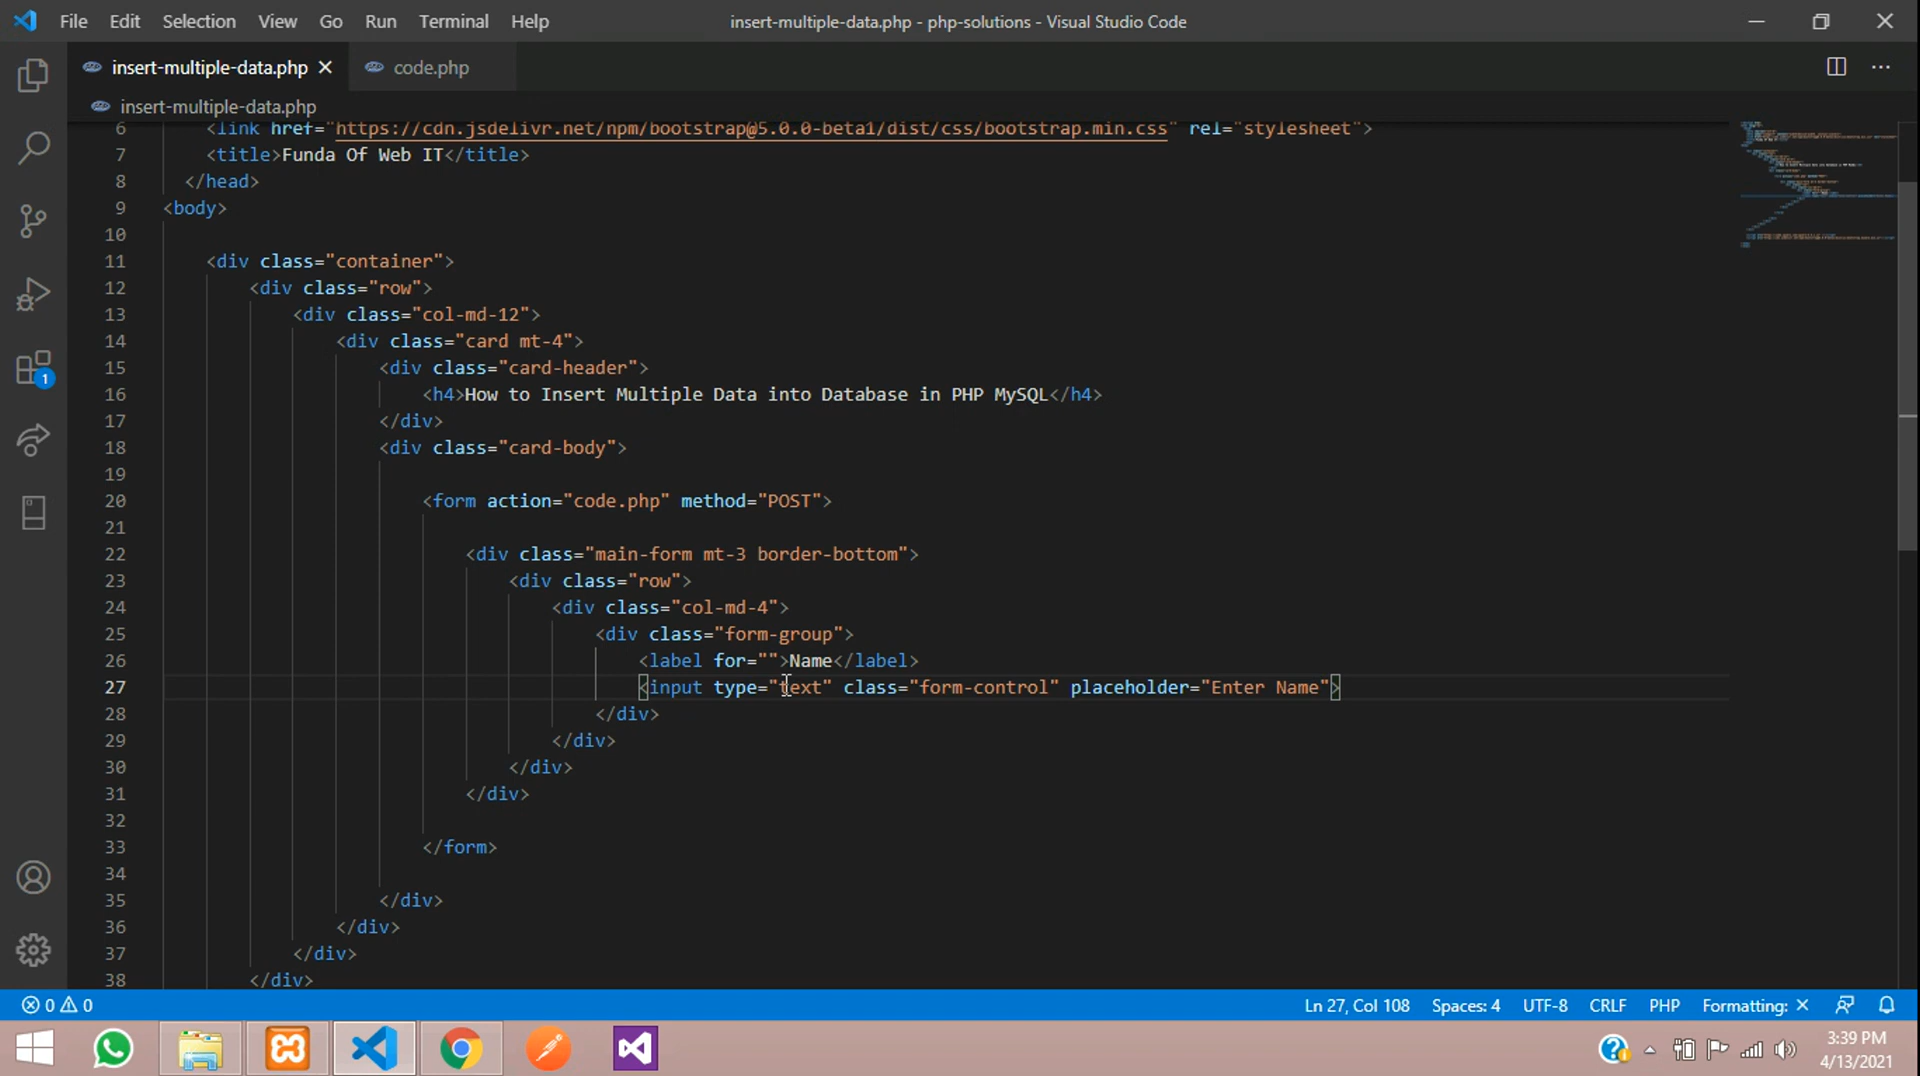 File Edit Selection View Go Run Terminal Help
insert-multiple-data.php - php-solutions - Visual Studio Code
insert-multiple-data.php
code.php
insert-multiple-data.php
6 <link href="https://cdn.jsdelivr.net/npm/bootstrap@5.0.0-beta1/dist/css/bootstrap.min.css" rel="stylesheet">
7 <title>Funda Of Web IT</title>
8 </head>
9 <body>
10
11 <div class="container">
12 <div class="row">
13 <div class="col-md-12">
14 <div class="card mt-4">
15 <div class="card-header">
16 <h4>How to Insert Multiple Data into Database in PHP MySQL</h4>
17 </div>
18 <div class="card-body">
19
20 <form action="code.php" method="POST">
21
22 <div class="main-form mt-3 border-bottom">
23 <div class="row">
24 <div class="col-md-4">
25 <div class="form-group">
26 <label for="">Name</label>
27 <input type="text" class="form-control" placeholder="Enter Name">
28 </div>
29 </div>
30 </div>
31 </div>
32
33 </form>
34
35 </div>
36 </div>
37 </div>
38 </div>
1
0 0
Ln 27, Col 108
Spaces: 4
UTF-8
CRLF
PHP
Formatting: ×
3:39 PM
4/13/2021